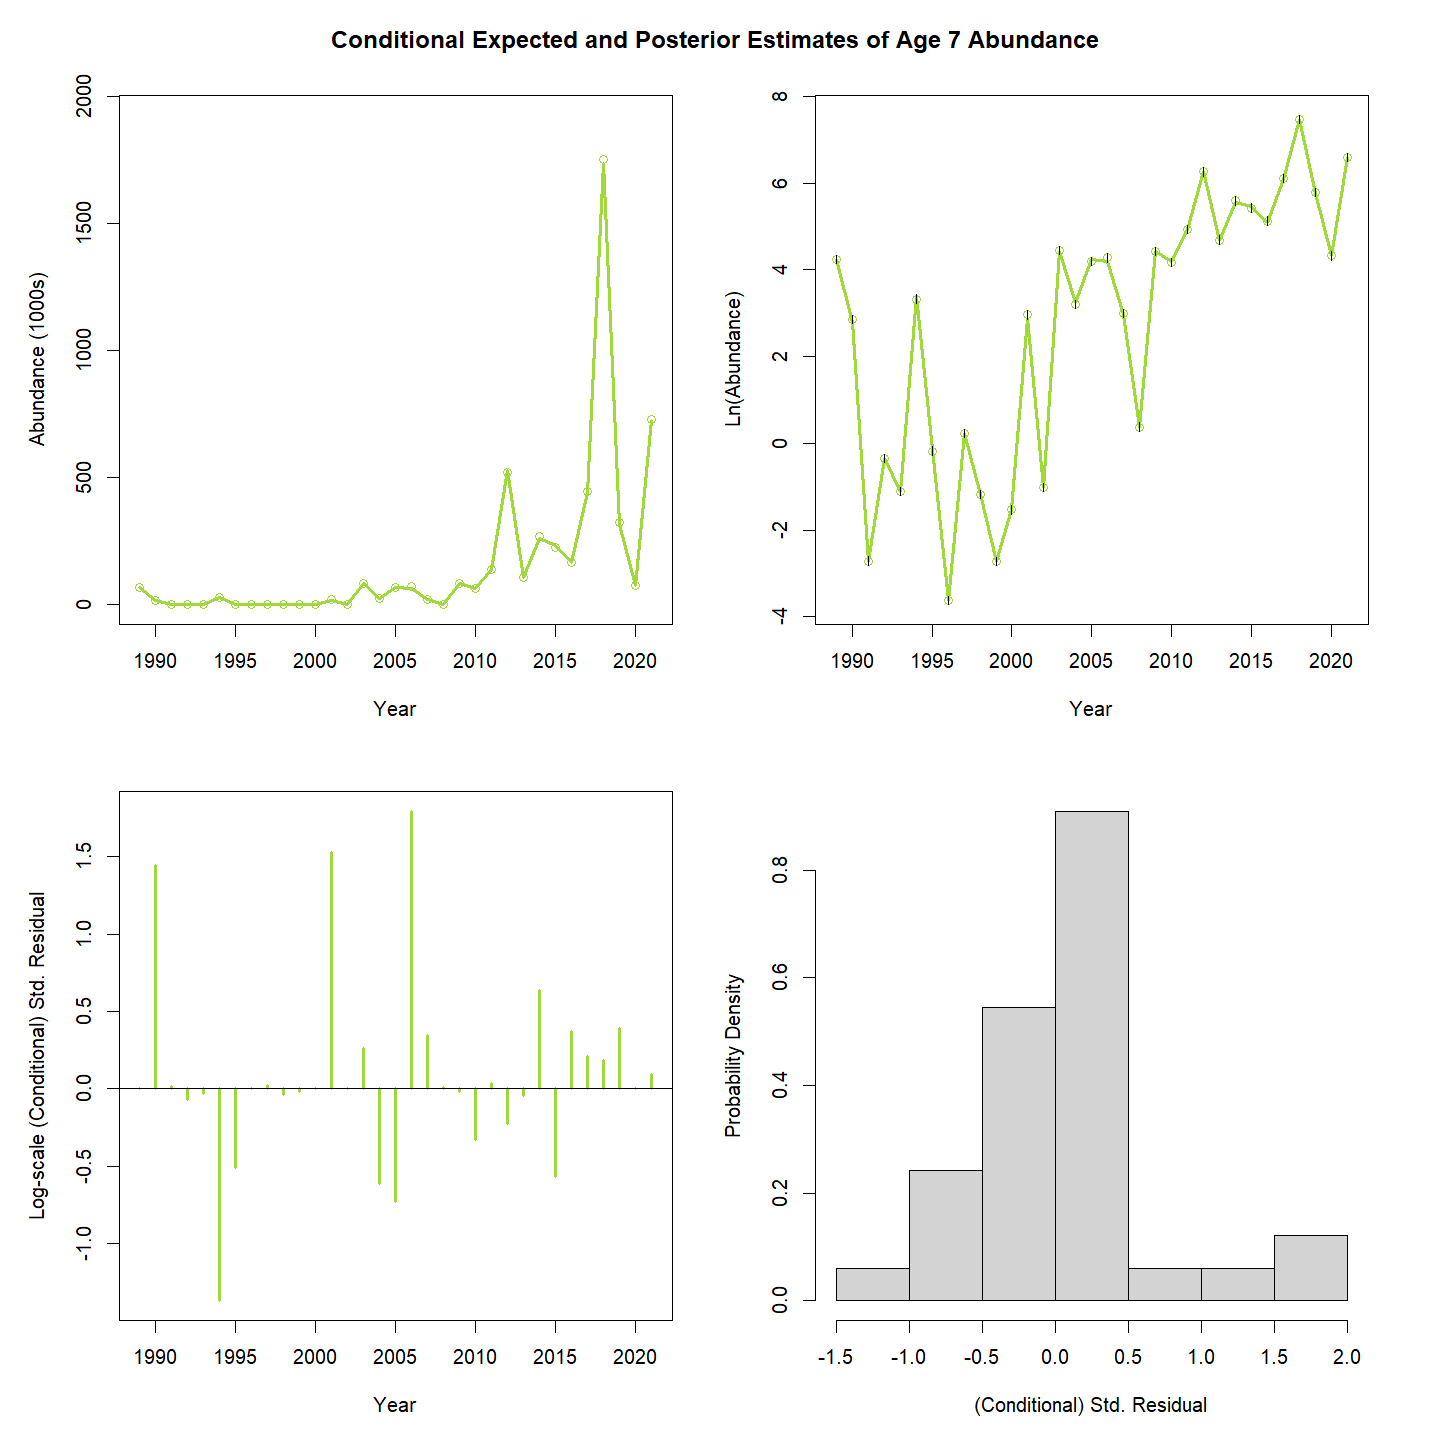 Conditional Expected and Posterior Estimates of Age 7 Abundance
Abundance (1000s)
2000
1500
1000
500
0
1990 1995 2000 2005 2010 2015 2020
Year
Ln(Abundance)
8
6
4
2
0
-2
-4
1990 1995 2000 2005 2010 2015 2020
Year
Log-scale (Conditional) Std. Residual
1.5
1.0
0.5
0.0
-0.5
-1.0
1990 1995 2000 2005 2010 2015 2020
Year
Probability Density
0.8
0.6
0.4
0.2
0.0
-1.5 -1.0 -0.5 0.0 0.5 1.0 1.5 2.0
(Conditional) Std. Residual